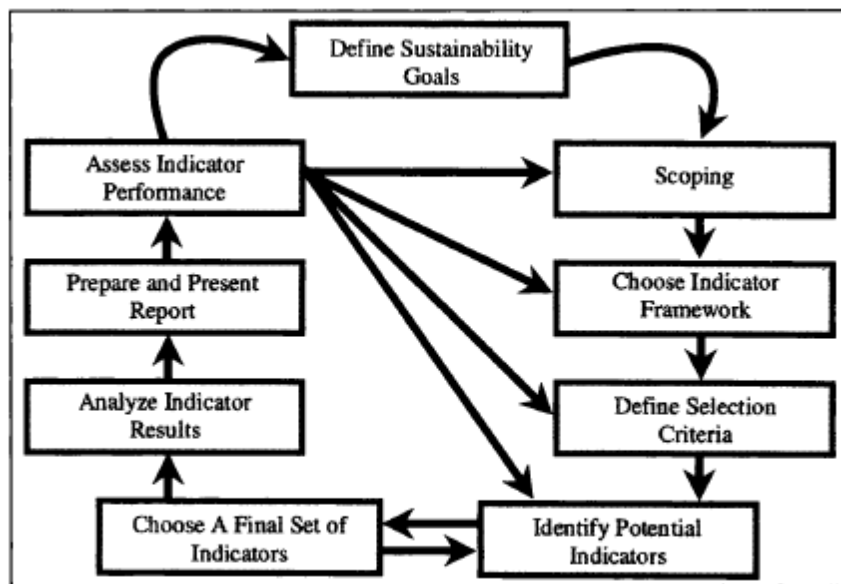 Define Sustainability
Goals
Assess Indicator
Performance
Scoping
Prepare and Present
Report
Choose Indicator
Framework
Analyze Indicator
Results
Define Selection
Criteria
Choose A Final Set of
Indicators
Identify Potential
Indicators